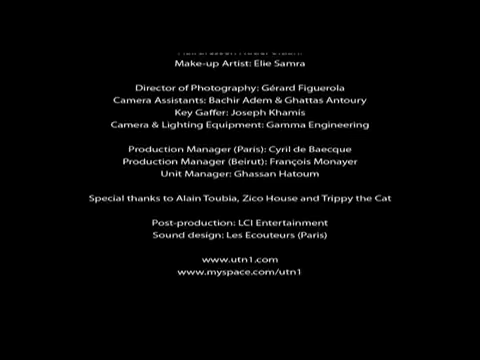 Make-up Artist: Elie Samra
Director of Photography: Gérard Figuerola
Camera Assistants: Bachir Adem & Ghattas Antoury
Key Gaffer: Joseph Khamis
Camera & Lighting Equipment: Gamma Engineering
Production Manager (Paris): Cyril de Baecque
Production Manager (Beirut): François Monayer
Unit Manager: Ghassan Hatoum
Special thanks to Alain Toubia, Zico House and Trippy the Cat
Post-production: LCI Entertainment
Sound design: Les Ecouteurs (Paris)
www.utn1.com
www.myspace.com/utn1